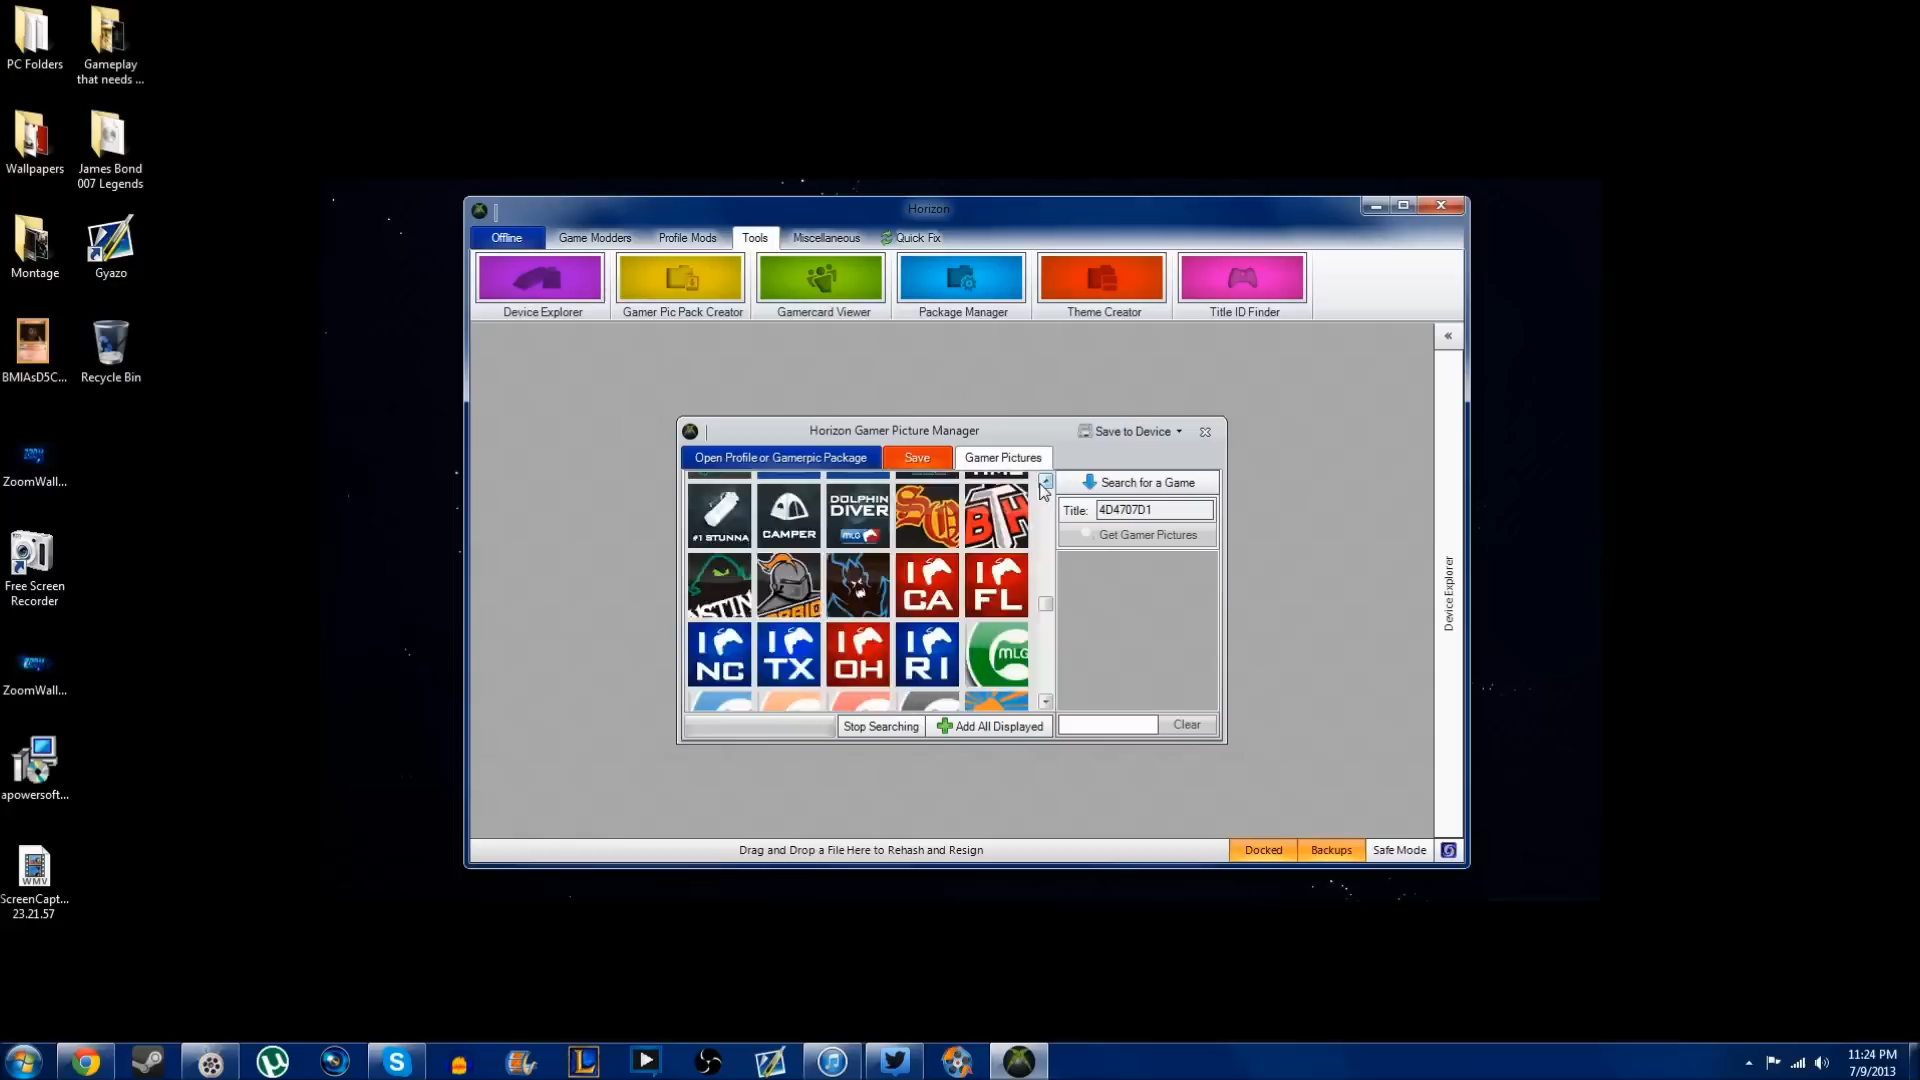 PC Folders
Gameplay
that needs ...
Wallpapers
James Bond
007 Legends
Montage
Gyazo
BMIAsD5C...
Recycle Bin
ZoomWall...
Free Screen
Recorder
ZoomWall...
apowersoft...
WMV
ScreenCapt...
23.21.57
Horizon
Offline
Game Modders
Profile Mods
Tools
Miscellaneous
Quick Fix
Device Explorer
Gamer Pic Pack Creator
Gamercard Viewer
Package Manager
Theme Creator
Title ID Finder
Horizon Gamer Picture Manager
Save to Device
Open Profile or Gamerpic Package
Save
Gamer Pictures
Search for a Game
Title: 4D4707D1
Get Gamer Pictures
#1 STUNNA
CAMPER
DOLPHIN
DIVER
MLG
BTH
I
CA
I
FL
I
NC
I
TX
I
OH
I
RI
MLG
Stop Searching
Add All Displayed
Clear
Device Explorer
Drag and Drop a File Here to Rehash and Resign
Docked
Backups
Safe Mode
11:24 PM
7/9/2013